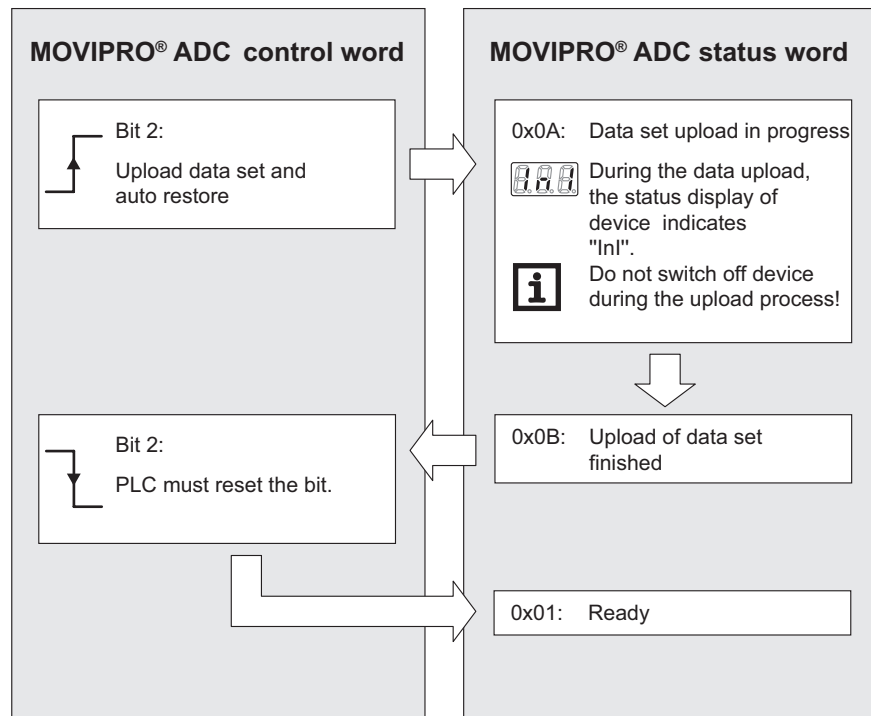 MOVIPRO® ADC control word
Bit 2:
Upload data set and
auto restore
Bit 2:
PLC must reset the bit.
MOVIPRO® ADC status word
0x0A: Data set upload in progress
InI
During the data upload,
the status display of
device indicates
"InI".
Do not switch off device
during the upload process!
0x0B: Upload of data set
finished
0x01: Ready